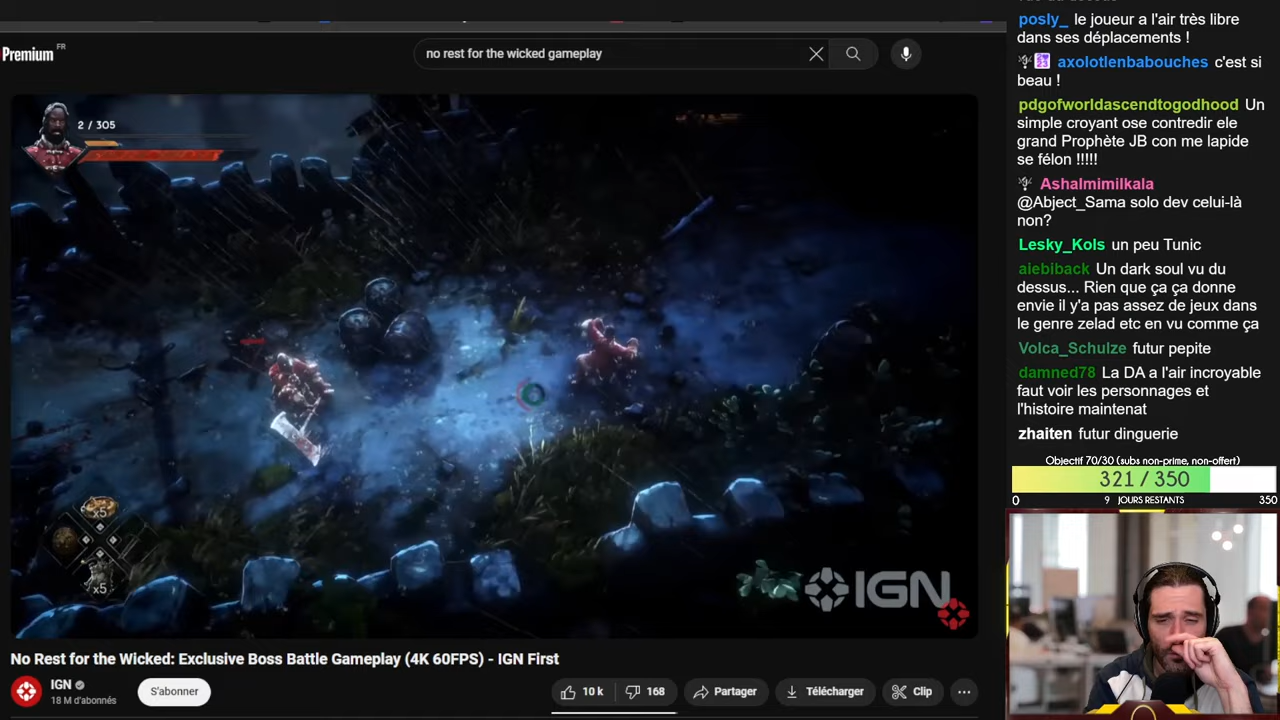 Premium FR
no rest for the wicked gameplay
2 / 305
x5
x5
IGN
No Rest for the Wicked: Exclusive Boss Battle Gameplay (4K 60FPS) - IGN First
IGN
18 M d'abonnés
S'abonner
10 k
168
Partager
Télécharger
Clip
posly_ le joueur a l'air très libre
dans ses déplacements !
axolotlenbabouches c'est si
beau !
pdgofworldascendtogodhood Un
simple croyant ose contredir ele
grand Prophète JB con me lapide
se félon !!!!!
Ashalmimilkala
@Abject_Sama solo dev celui-là
non?
Lesky_Kols un peu Tunic
aiebiback Un dark soul vu du
dessus... Rien que ça ça donne
envie il y'a pas assez de jeux dans
le genre zelad etc en vu comme ça
Volca_Schulze futur pepite
damned78 La DA a l'air incroyable
faut voir les personnages et
l'histoire maintenat
zhaiten futur dinguerie
Objectif 70/30 (subs non-prime, non-offert)
321 / 350
0 9 JOURS RESTANTS 350